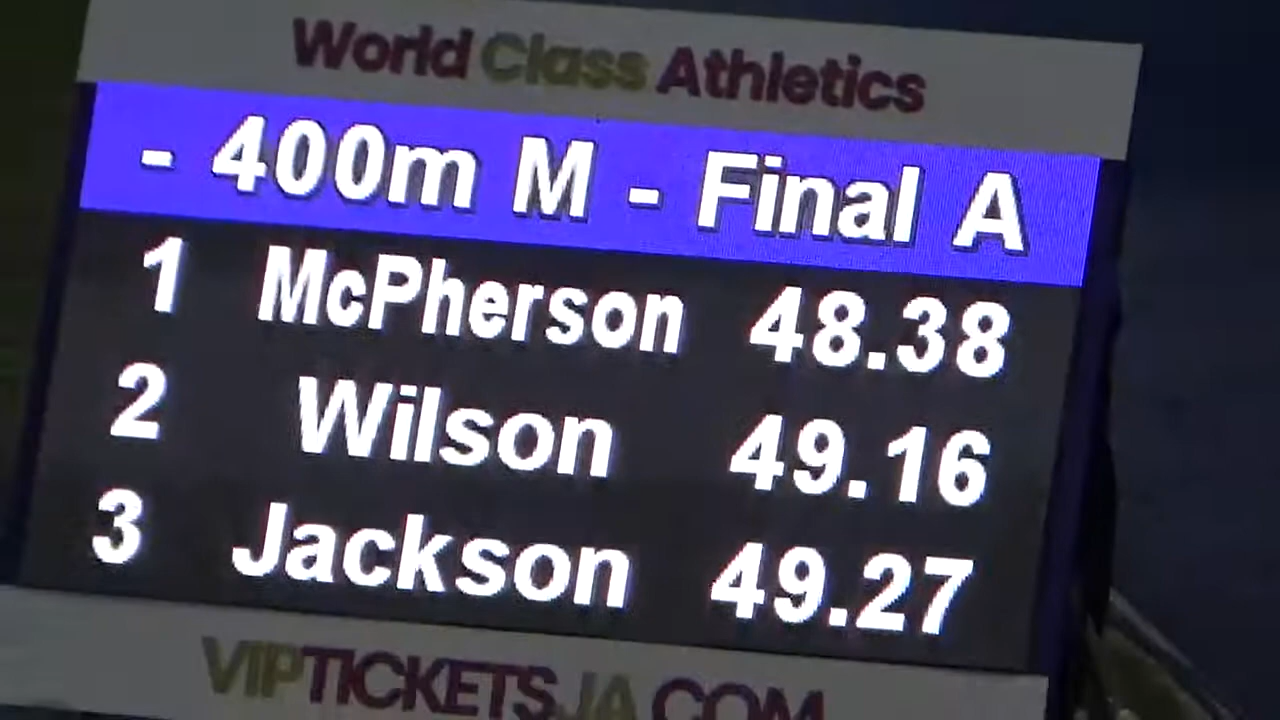 World Class Athletics
- 400m M - Final A
1 McPherson 48.38
2 Wilson 49.16
3 Jackson 49.27
VIPTICKETSJA.COM